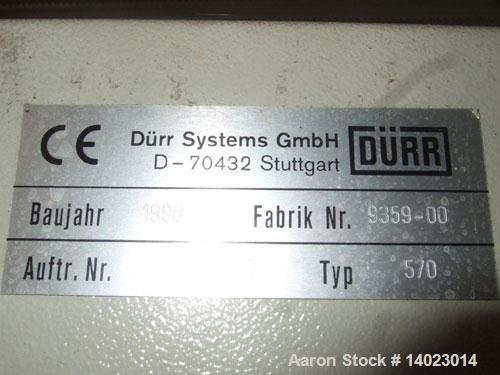 CE Dürr Systems GmbH DÜRR
D-70432 Stuttgart
Baujahr Fabrik Nr. 9359-00
Auftr. Nr. Typ 570
Aaron Stock # 14023014